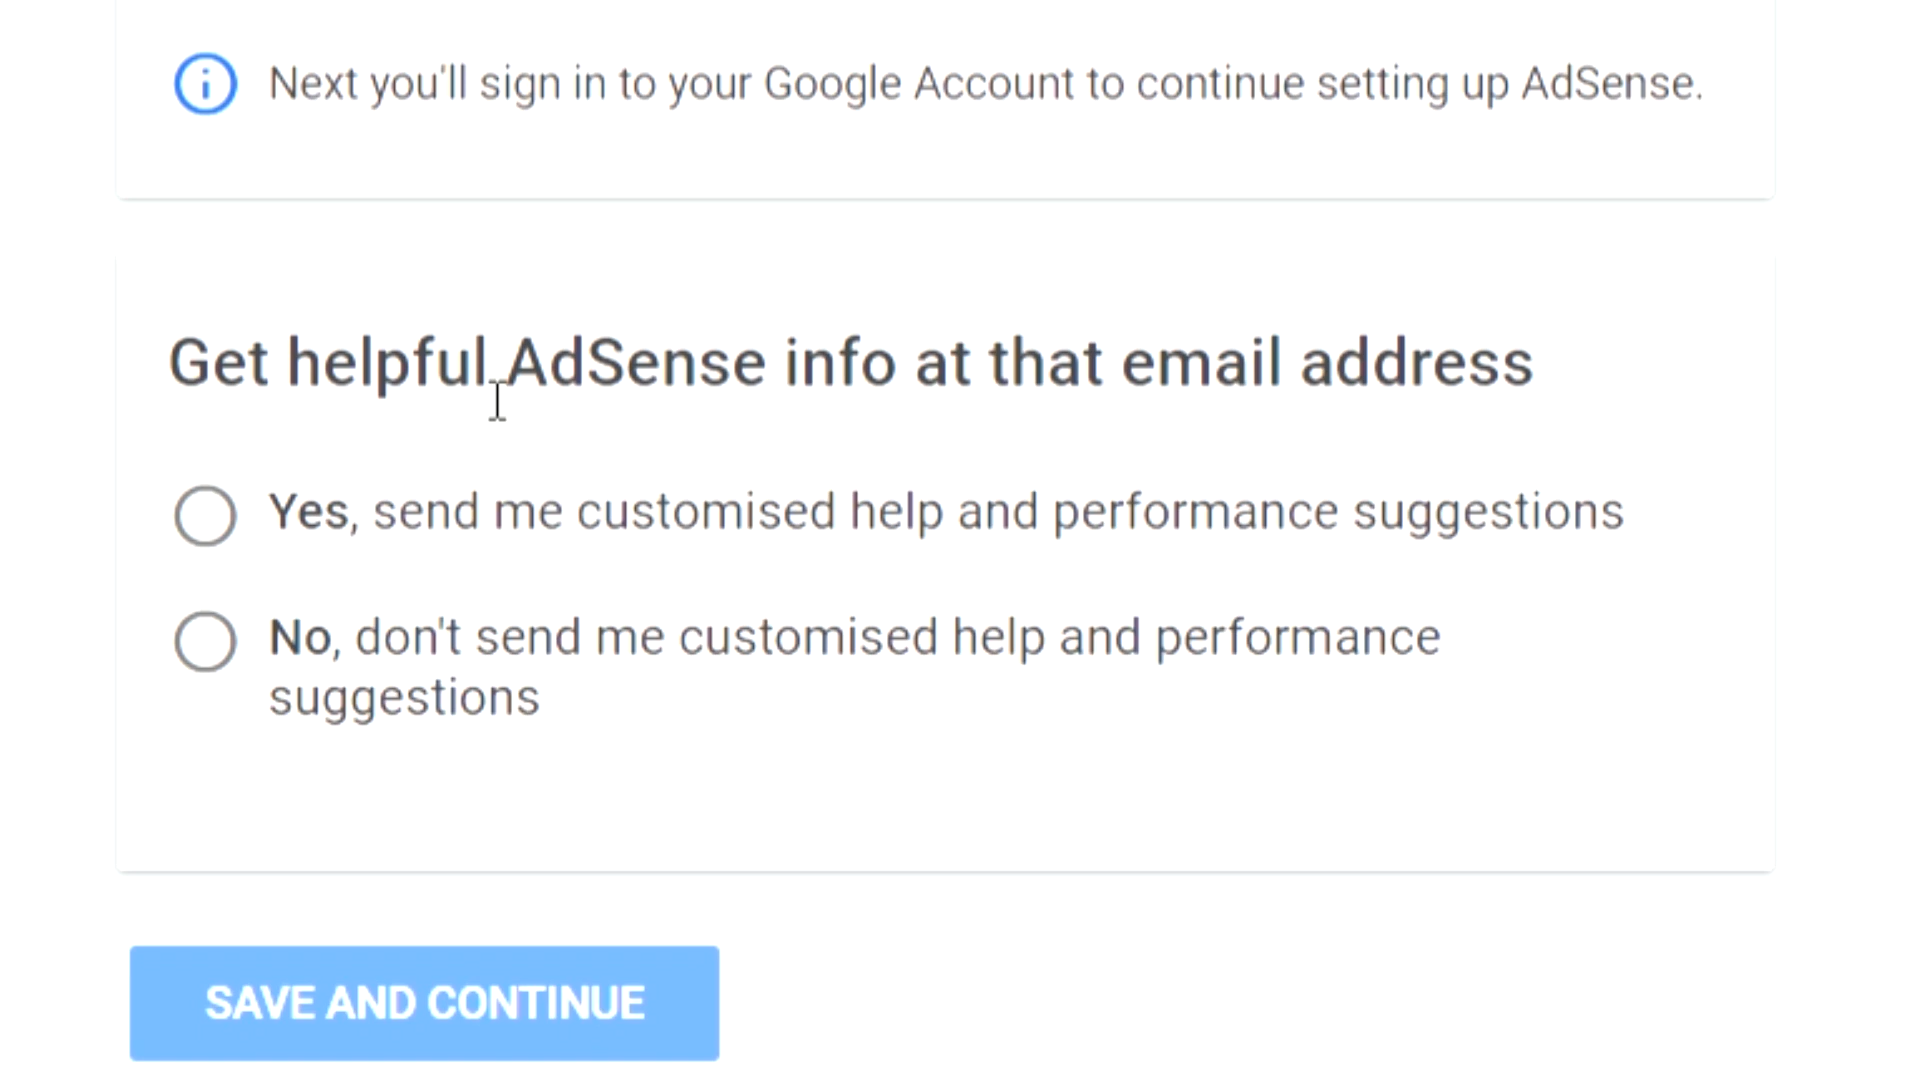 Next you'll sign in to your Google Account to continue setting up AdSense.
Get helpful AdSense info at that email address
Yes, send me customised help and performance suggestions
No, don't send me customised help and performance
suggestions
SAVE AND CONTINUE